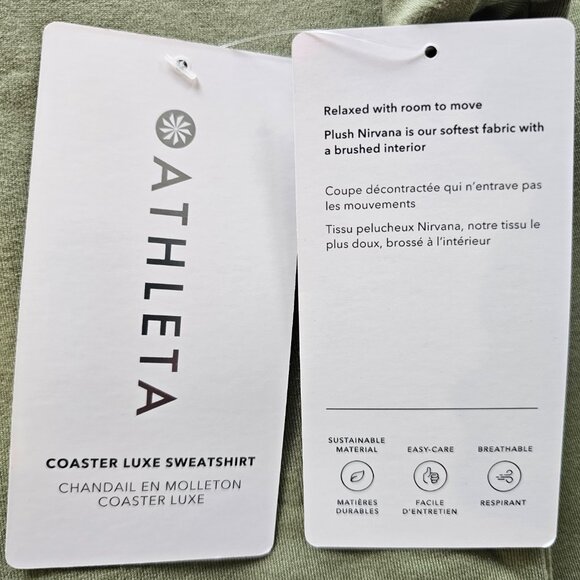 ATHLETA
COASTER LUXE SWEATSHIRT
CHANDAIL EN MOLLETON
COASTER LUXE
Relaxed with room to move
Plush Nirvana is our softest fabric with
a brushed interior
Coupe décontractée qui n’entrave pas
les mouvements
Tissu pelucheux Nirvana, notre tissu le
plus doux, brossé à l’intérieur
SUSTAINABLE
MATERIAL
MATIÈRES
DURABLES
EASY-CARE
FACILE
D’ENTRETIEN
BREATHABLE
RESPIRANT